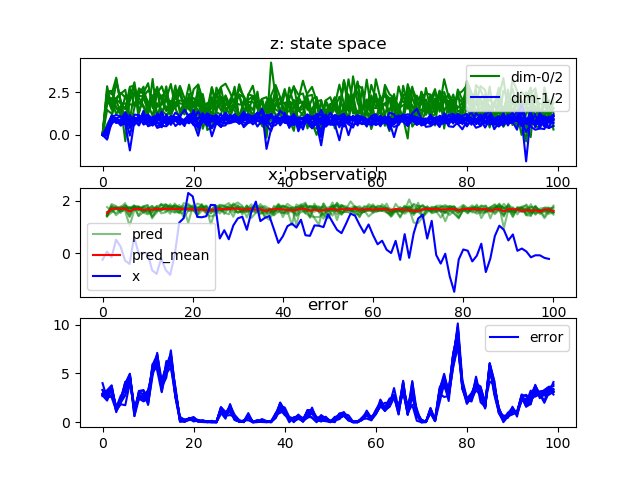 z: state space
2.5
0.0
dim-0/2
dim-1/2
0 20 40 60 80 100
x: observation
2
0
pred
pred_mean
x
0 20 40 60 80 100
error
10
5
0
error
0 20 40 60 80 100